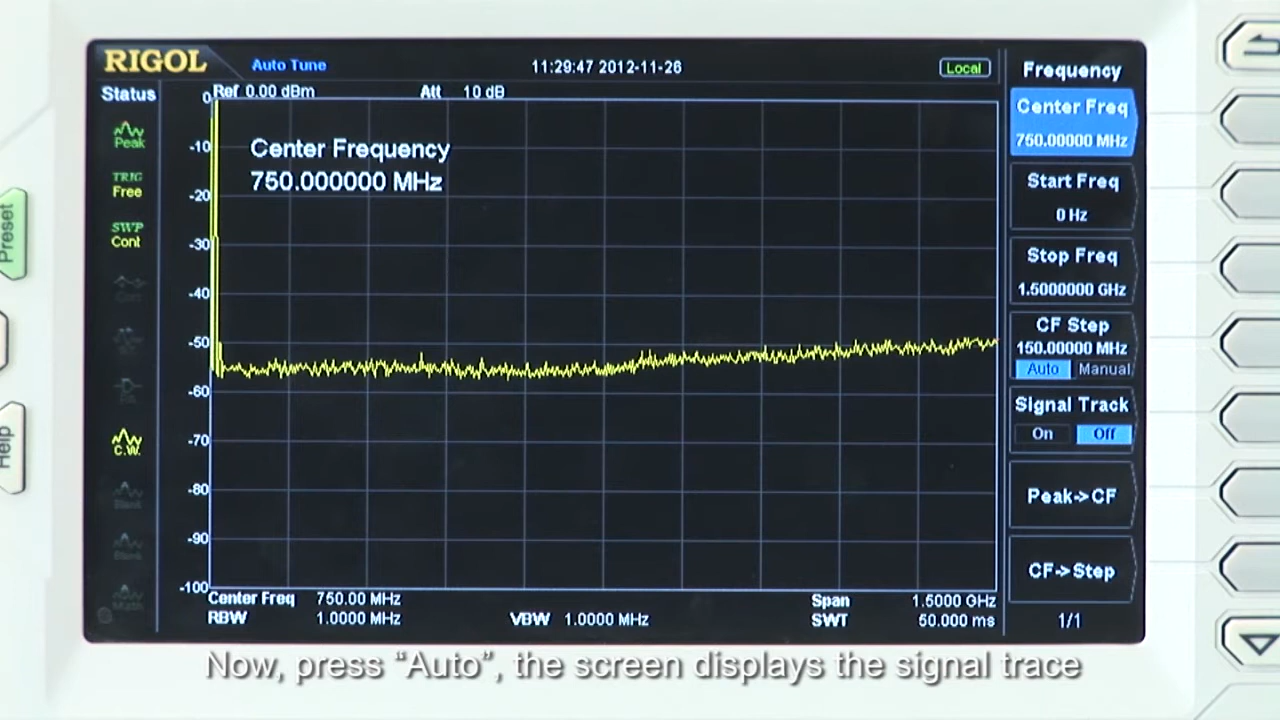 RIGOL
Auto Tune
11:29:47 2012-11-26
Local
Frequency
Status
Ref 0.00 dBm
Att 10 dB
Center Freq
750.00000 MHz
0
-10
-20
-30
-40
-50
-60
-70
-80
-90
-100
Center Frequency
750.000000 MHz
Peak
TRIG
Free
SWP
Cont
C.W.
Blank
Blank
Math
Start Freq
0 Hz
Stop Freq
1.5000000 GHz
CF Step
150.00000 MHz
Auto Manual
Signal Track
On Off
Peak->CF
CF->Step
1/1
Center Freq 750.00 MHz
Span 1.5000 GHz
RBW 1.0000 MHz
VBW 1.0000 MHz
SWT 50.000 ms
Preset
Help
Now, press “Auto”, the screen displays the signal trace